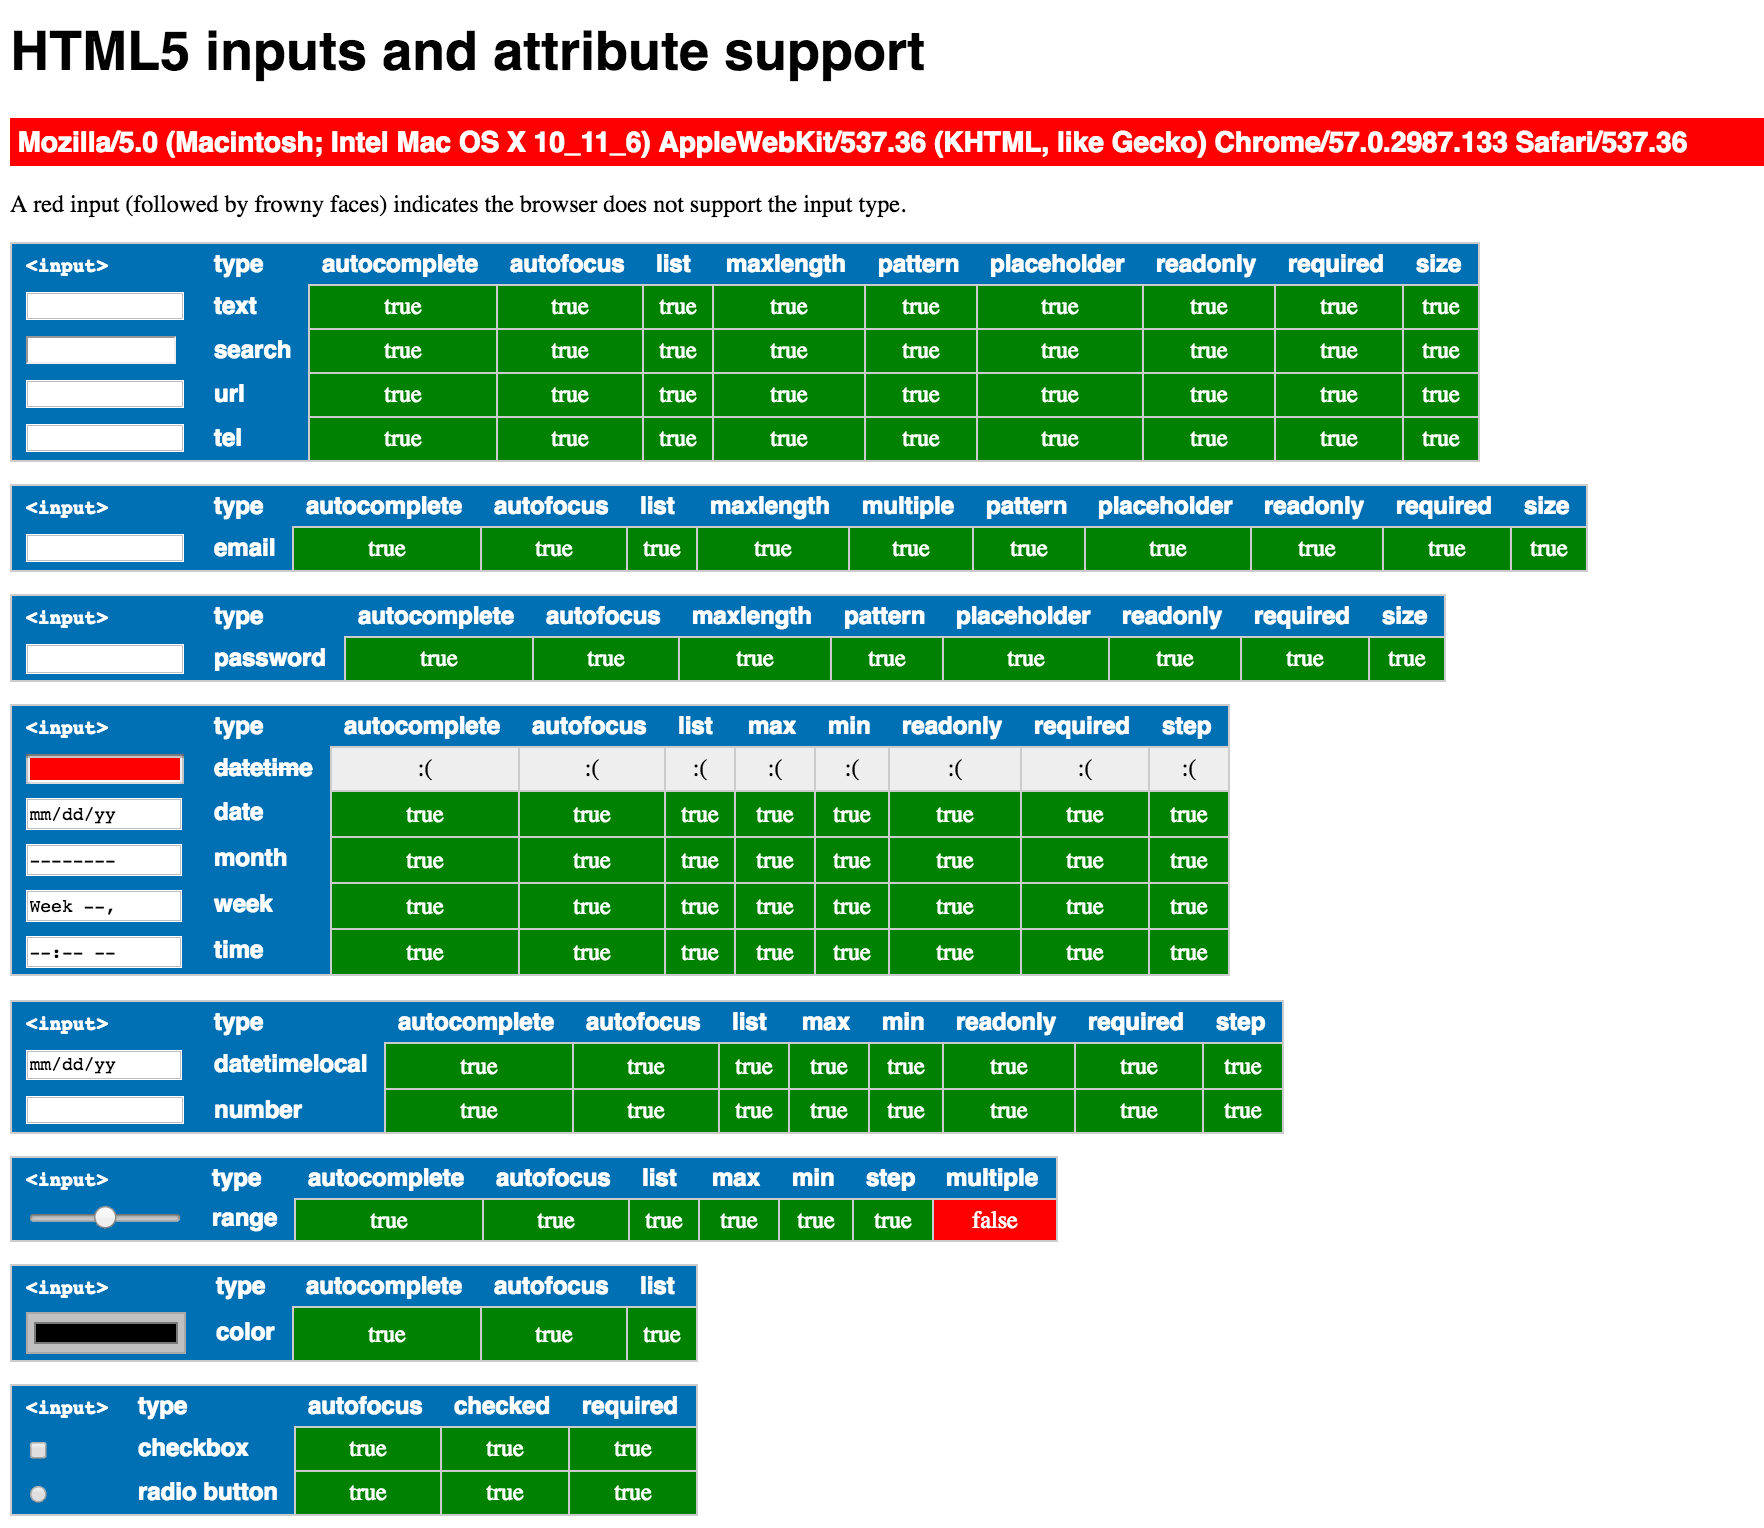 HTML5 inputs and attribute support
Mozilla/5.0 (Macintosh; Intel Mac OS X 10_11_6) AppleWebKit/537.36 (KHTML, like Gecko) Chrome/57.0.2987.133 Safari/537.36
A red input (followed by frowny faces) indicates the browser does not support the input type.
<input> type autocomplete autofocus list maxlength pattern placeholder readonly required size
text true true true true true true true true true
search true true true true true true true true true
url true true true true true true true true true
tel true true true true true true true true true
<input> type autocomplete autofocus list maxlength multiple pattern placeholder readonly required size
email true true true true true true true true true true
<input> type autocomplete autofocus maxlength pattern placeholder readonly required size
password true true true true true true true true
<input> type autocomplete autofocus list max min readonly required step
datetime :( :( :( :( :( :( :( :(
mm/dd/yy date true true true true true true true true
-------- month true true true true true true true true
Week --, week true true true true true true true true
--:-- -- time true true true true true true true true
<input> type autocomplete autofocus list max min readonly required step
mm/dd/yy datetimelocal true true true true true true true true
number true true true true true true true true
<input> type autocomplete autofocus list max min step multiple
range true true true true true true false
<input> type autocomplete autofocus list
color true true true
<input> type autofocus checked required
checkbox true true true
radio button true true true